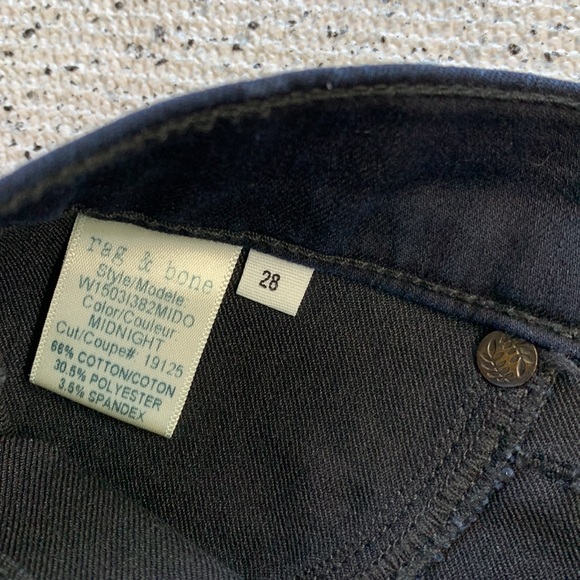 rag & bone
Style/Modele
W1503I382MIDO
Color/Couleur
MIDNIGHT
Cut/Coupe#: 19125
66% COTTON/COTON
30.5% POLYESTER
3.5% SPANDEX
28